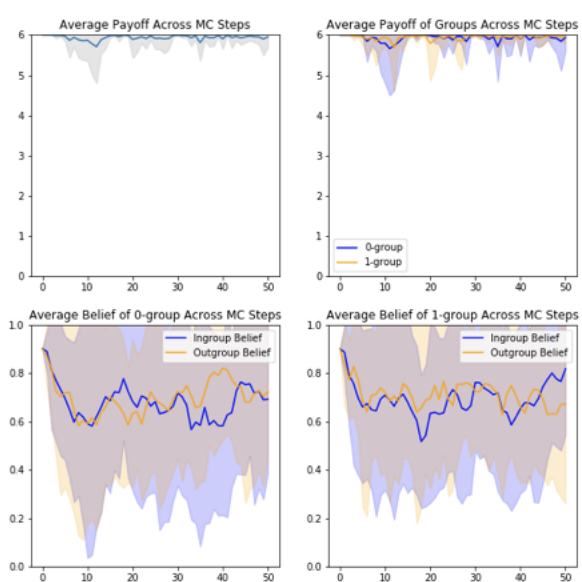 Average Payoff Across MC Steps
6
5
4
3
2
1
0
0 10 20 30 40 50
Average Payoff of Groups Across MC Steps
6
5
4
3
2
1
0
0-group
1-group
0 10 20 30 40 50
Average Belief of 0-group Across MC Steps
1.0
0.8
0.6
0.4
0.2
0.0
Ingroup Belief
Outgroup Belief
0 10 20 30 40 50
Average Belief of 1-group Across MC Steps
1.0
0.8
0.6
0.4
0.2
0.0
Ingroup Belief
Outgroup Belief
0 10 20 30 40 50